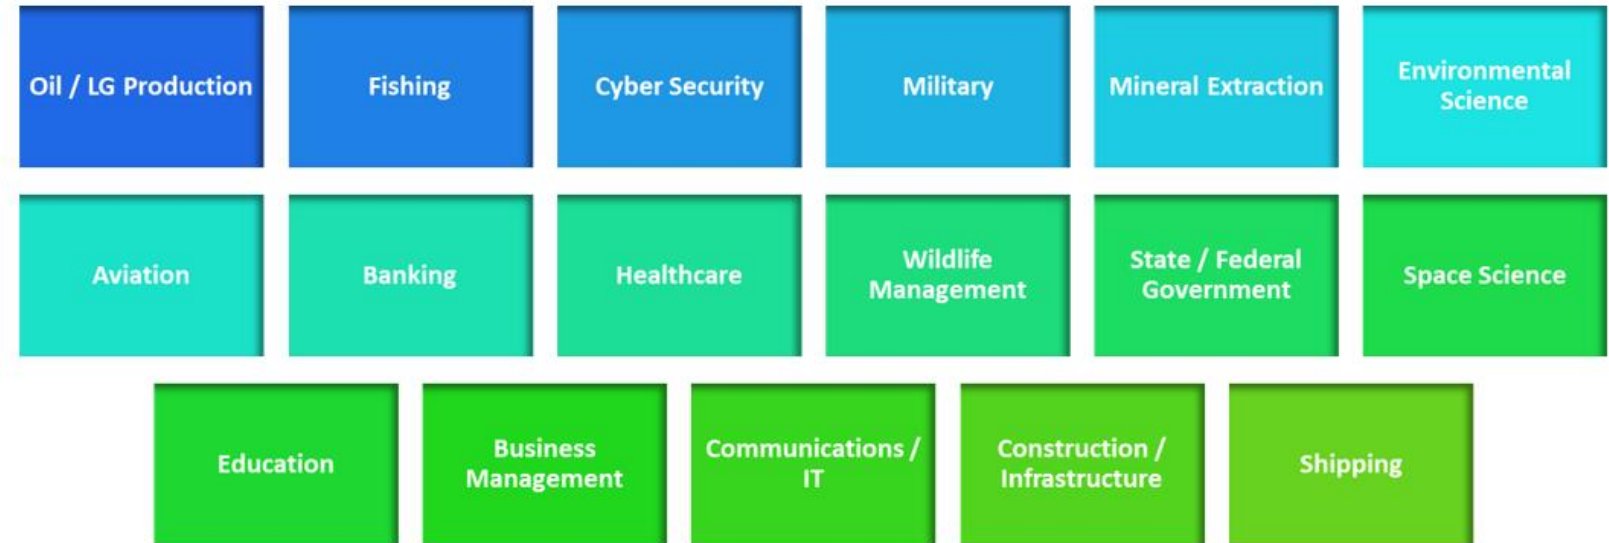 Oil / LG Production
Fishing
Cyber Security
Military
Mineral Extraction
Environmental
Science
Aviation
Banking
Healthcare
Wildlife
Management
State / Federal
Government
Space Science
Education
Business
Management
Communications /
IT
Construction /
Infrastructure
Shipping